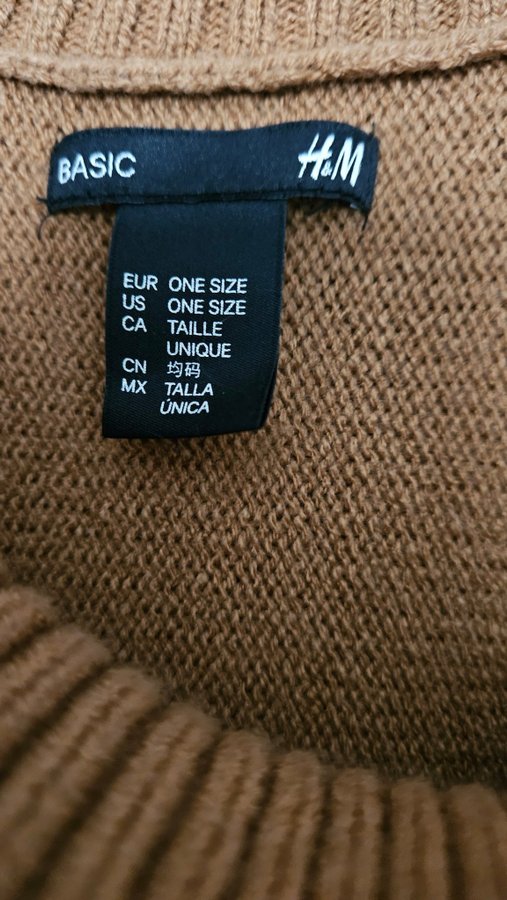 BASIC H&M
EUR ONE SIZE
US ONE SIZE
CA TAILLE
UNIQUE
CN 均码
MX TALLA
ÚNICA